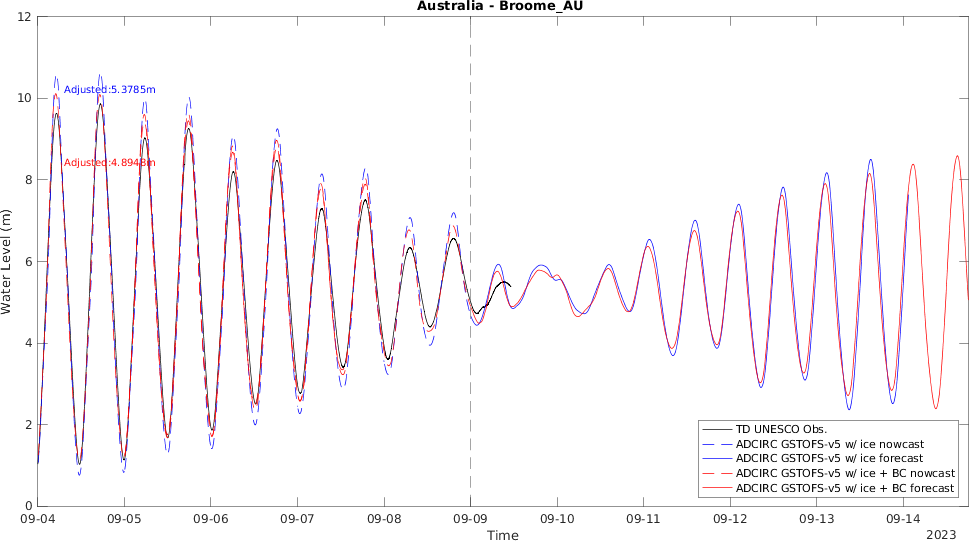 Australia - Broome_AU
12
10
8
6
4
2
0
Water Level (m)
Adjusted:5.3785m
Adjusted:4.8948m
09-04 09-05 09-06 09-07 09-08 09-09 09-10 09-11 09-12 09-13 09-14
Time
2023
TD UNESCO Obs.
ADCIRC GSTOFS-v5 w/ ice nowcast
ADCIRC GSTOFS-v5 w/ ice forecast
ADCIRC GSTOFS-v5 w/ ice + BC nowcast
ADCIRC GSTOFS-v5 w/ ice + BC forecast